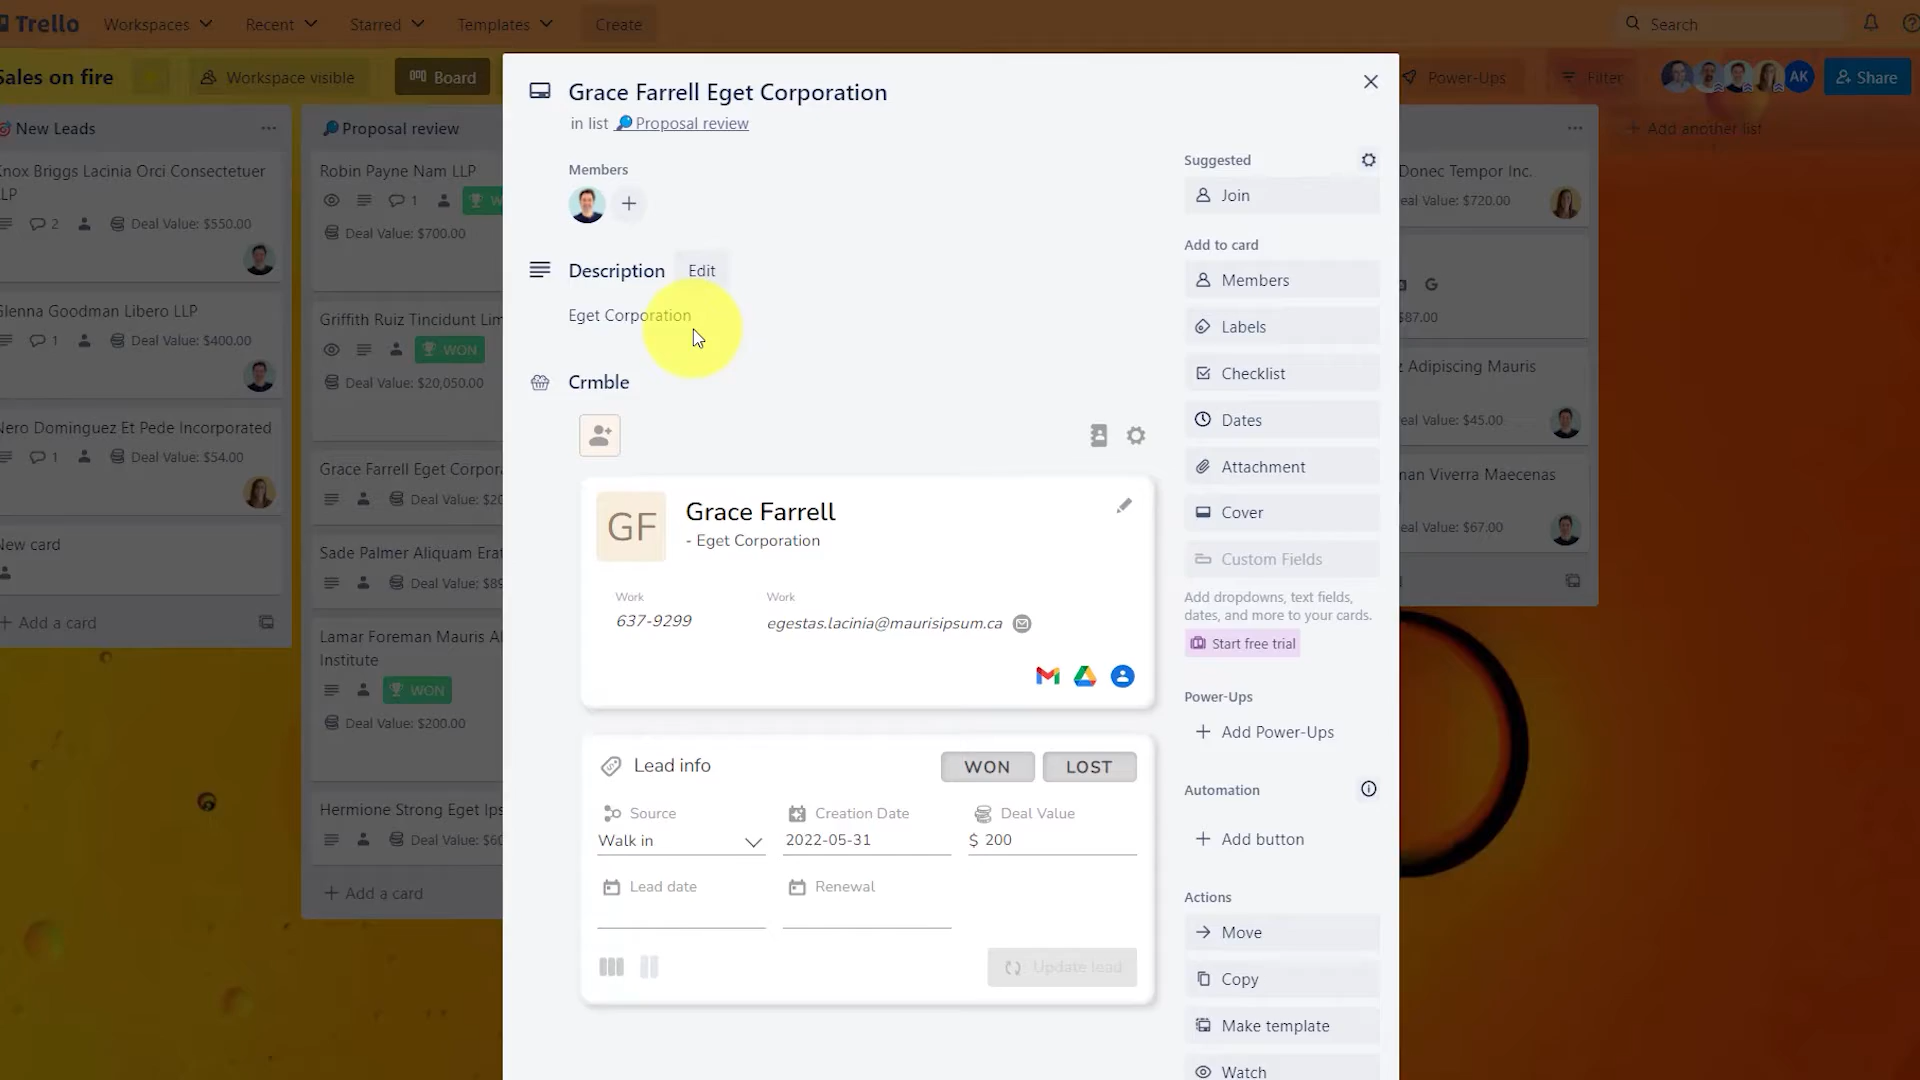 Trello
Workspaces
Recent
Starred
Templates
Create
Search
Sales on fire
Workspace visible
Board
Power-Ups
Filter
AK
Share
New Leads
Knox Briggs Lacinia Orci Consectetuer
LP
2
Deal Value: $550.00
Glenna Goodman Libero LLP
1
Deal Value: $400.00
Nero Dominguez Et Pede Incorporated
1
Deal Value: $54.00
New card
+ Add a card
Proposal review
Robin Payne Nam LLP
1
W
Deal Value: $700.00
Griffith Ruiz Tincidunt Lim
WON
Deal Value: $20,050.00
Grace Farrell Eget Corpora
Deal Value: $20
Sade Palmer Aliquam Erat
Deal Value: $89
Lamar Foreman Mauris Al
Institute
WON
Deal Value: $200.00
Hermione Strong Eget Ips
Deal Value: $60
+ Add a card
Grace Farrell Eget Corporation
in list Proposal review
Members
Description
Edit
Eget Corporation
Crmble
GF
Grace Farrell
- Eget Corporation
Work
637-9299
Work
egestas.lacinia@maurisipsum.ca
Lead info
WON
LOST
Source
Walk in
Creation Date
2022-05-31
Deal Value
$ 200
Lead date
Renewal
Update lead
Suggested
Join
Add to card
Members
Labels
Checklist
Dates
Attachment
Cover
Custom Fields
Add dropdowns, text fields,
dates, and more to your cards.
Start free trial
Power-Ups
+ Add Power-Ups
Automation
+ Add button
Actions
Move
Copy
Make template
Watch
Donec Tempor Inc.
eal Value: $720.00
G
$87.00
Adipiscing Mauris
eal Value: $45.00
man Viverra Maecenas
eal Value: $67.00
+ Add another list